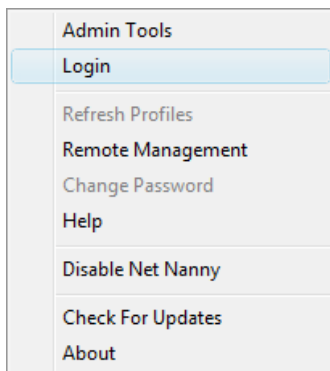 Admin Tools
Login
Refresh Profiles
Remote Management
Change Password
Help
Disable Net Nanny
Check For Updates
About